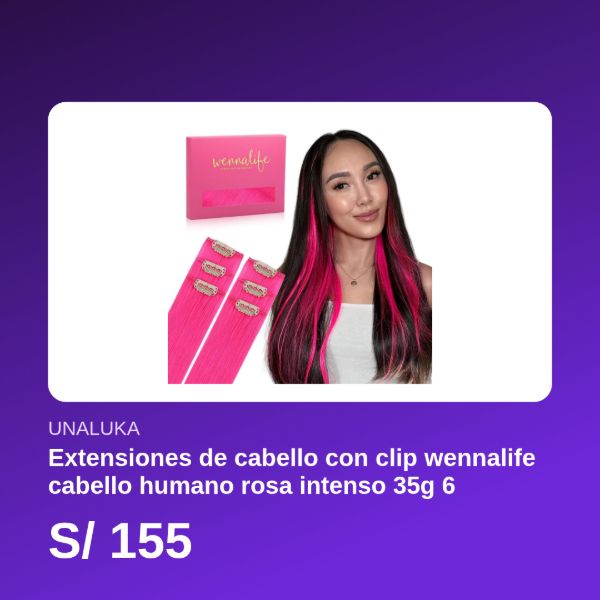 wennalife
UNALUKA
Extensiones de cabello con clip wennalife
cabello humano rosa intenso 35g 6
S/ 155